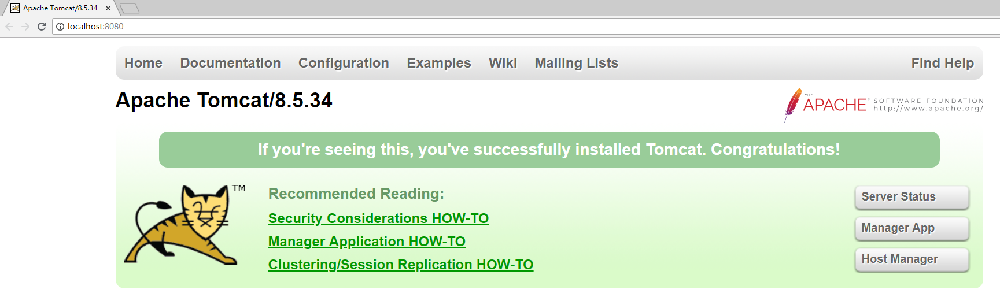 Apache Tomcat/8.5.34
localhost:8080
Home Documentation Configuration Examples Wiki Mailing Lists Find Help
Apache Tomcat/8.5.34
THE APACHE® SOFTWARE FOUNDATION
http://www.apache.org/
If you're seeing this, you've successfully installed Tomcat. Congratulations!
TM
Recommended Reading:
Security Considerations HOW-TO
Manager Application HOW-TO
Clustering/Session Replication HOW-TO
Server Status
Manager App
Host Manager